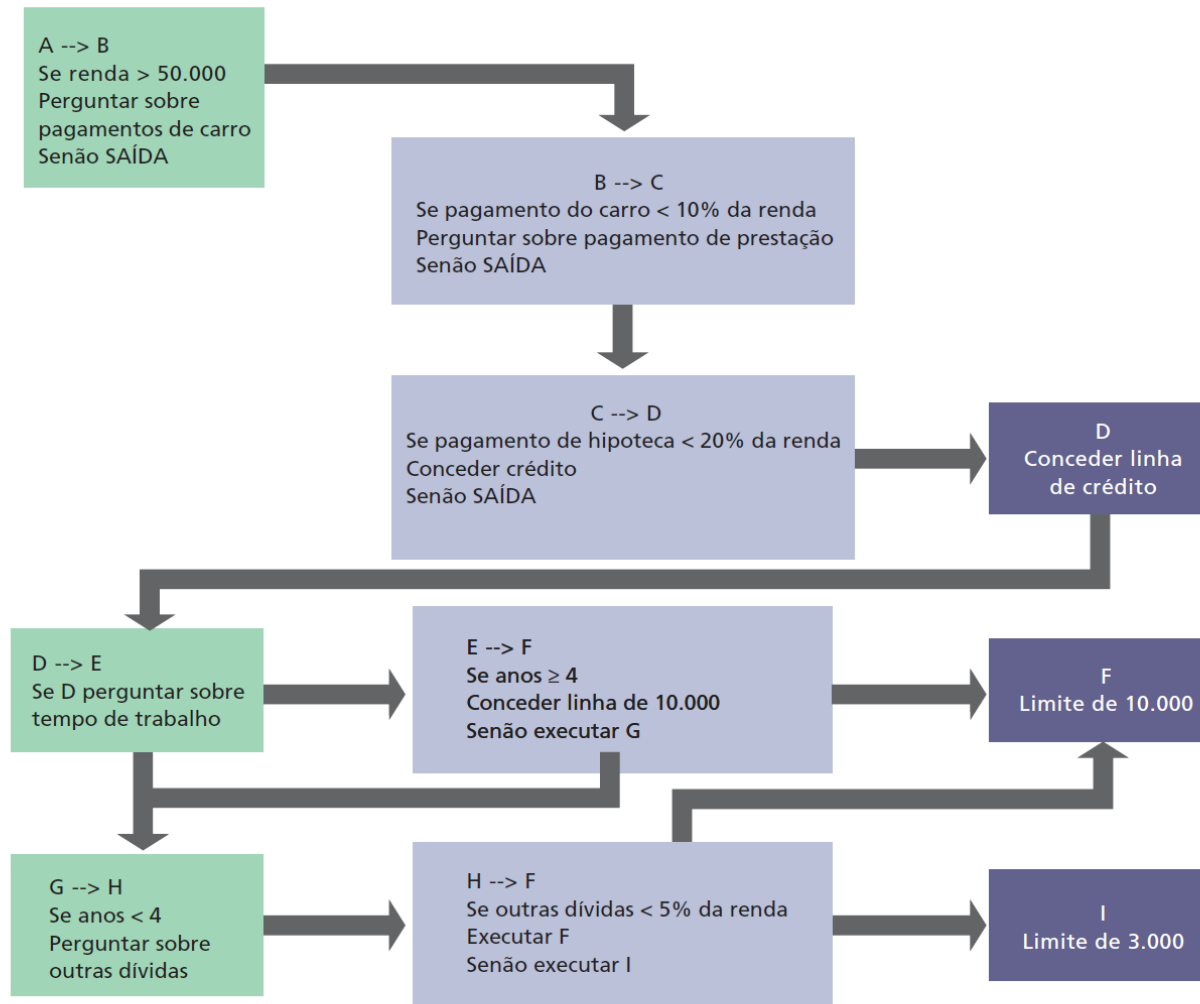 A --> B
Se renda > 50.000
Perguntar sobre
pagamentos de carro
Senão SAÍDA
B --> C
Se pagamento do carro < 10% da renda
Perguntar sobre pagamento de prestação
Senão SAÍDA
C --> D
Se pagamento de hipoteca < 20% da renda
Conceder crédito
Senão SAÍDA
D
Conceder linha
de crédito
D --> E
Se D perguntar sobre
tempo de trabalho
E --> F
Se anos ≥ 4
Conceder linha de 10.000
Senão executar G
F
Limite de 10.000
G --> H
Se anos < 4
Perguntar sobre
outras dívidas
H --> F
Se outras dívidas < 5% da renda
Executar F
Senão executar I
I
Limite de 3.000